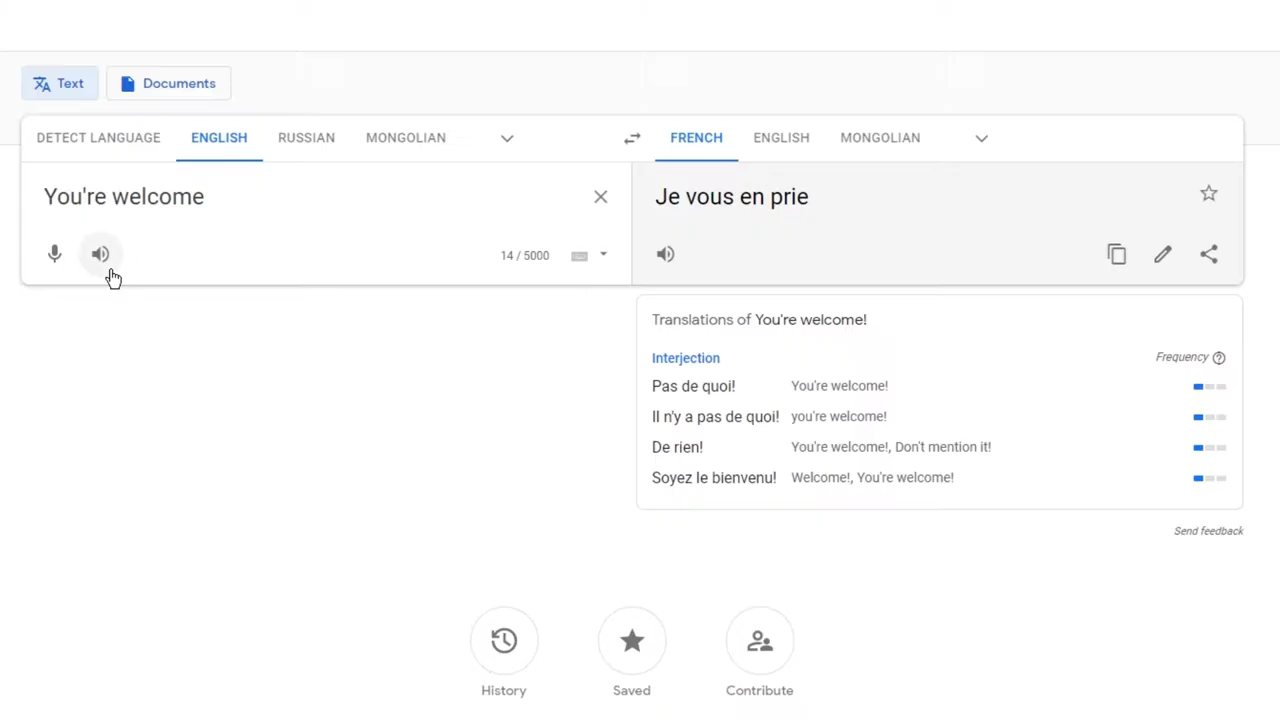 Text Documents
DETECT LANGUAGE ENGLISH RUSSIAN MONGOLIAN FRENCH ENGLISH MONGOLIAN
You're welcome
Je vous en prie
14 / 5000
Translations of You're welcome!
Interjection Frequency
Pas de quoi! You're welcome!
Il n'y a pas de quoi! you're welcome!
De rien! You're welcome!, Don't mention it!
Soyez le bienvenu! Welcome!, You're welcome!
Send feedback
History Saved Contribute